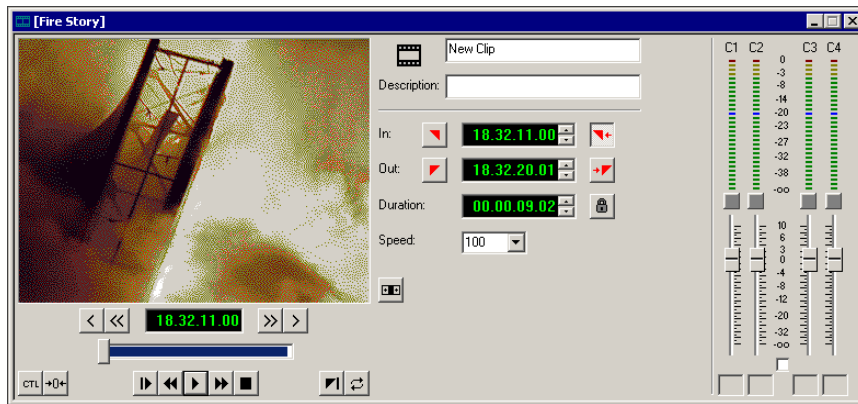 [Fire Story]
New Clip
Description:
In: 18.32.11.00
Out: 18.32.20.01
Duration: 00.00.09.02
Speed: 100
18.32.11.00
CTL →0←
C1 C2 C3 C4
0
-3
-8
-14
-20
-23
-27
-32
-38
-oo
10
6
3
0
-4
-8
-12
-20
-32
-oo